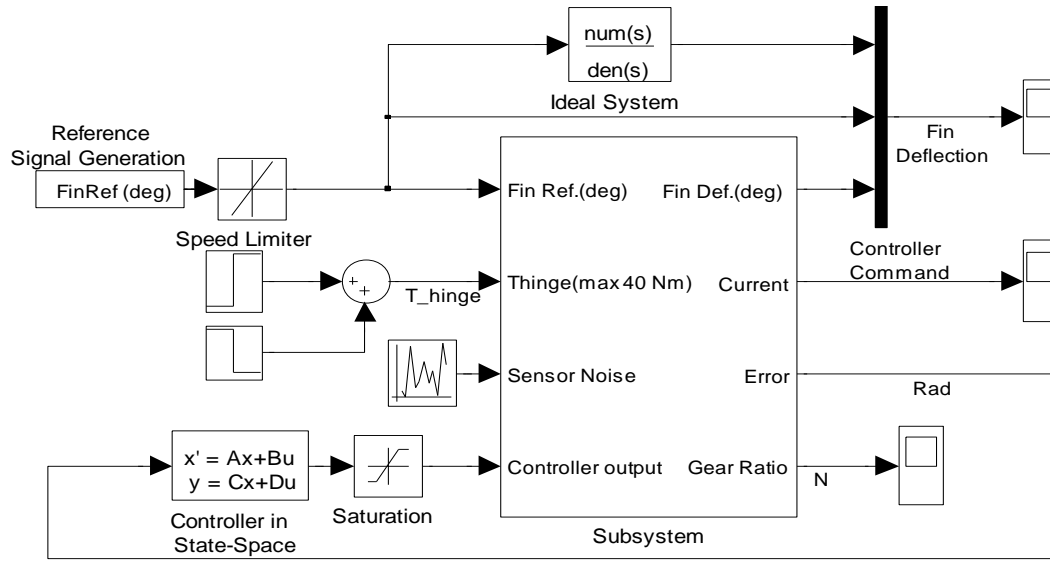 num(s)
den(s)
Ideal System
Reference
Signal Generation
FinRef (deg)
Speed Limiter
Fin
Deflection
Fin Ref.(deg)
Fin Def.(deg)
Controller
Command
+
+
T_hinge
Thinge(max 40 Nm)
Current
Sensor Noise
Error
Rad
x' = Ax+Bu
y = Cx+Du
Controller output
Gear Ratio
N
Controller in
State-Space
Saturation
Subsystem